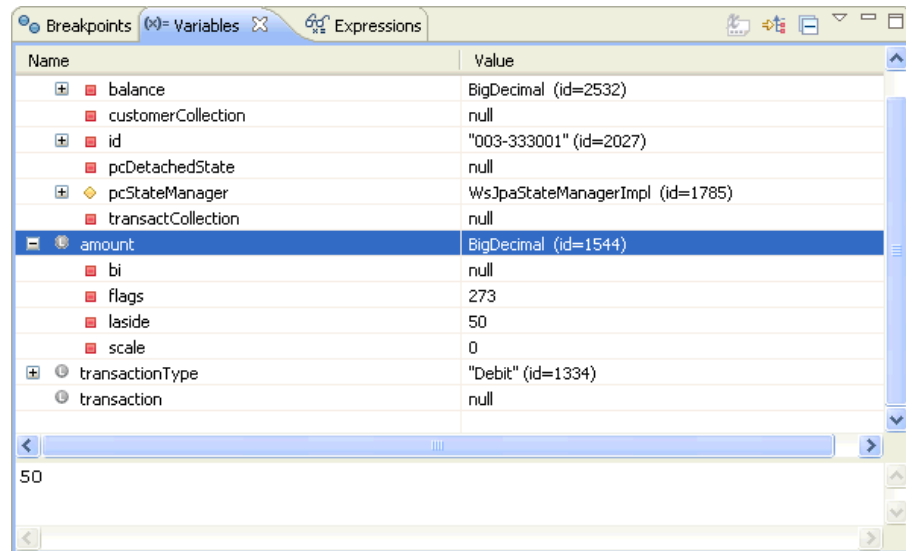 Breakpoints (x)= Variables Expressions
Name Value
balance BigDecimal (id=2532)
customerCollection null
id "003-333001" (id=2027)
pcDetachedState null
pcStateManager WsJpaStateManagerImpl (id=1785)
transactCollection null
amount BigDecimal (id=1544)
bi null
flags 273
laside 50
scale 0
transactionType "Debit" (id=1334)
transaction null
50